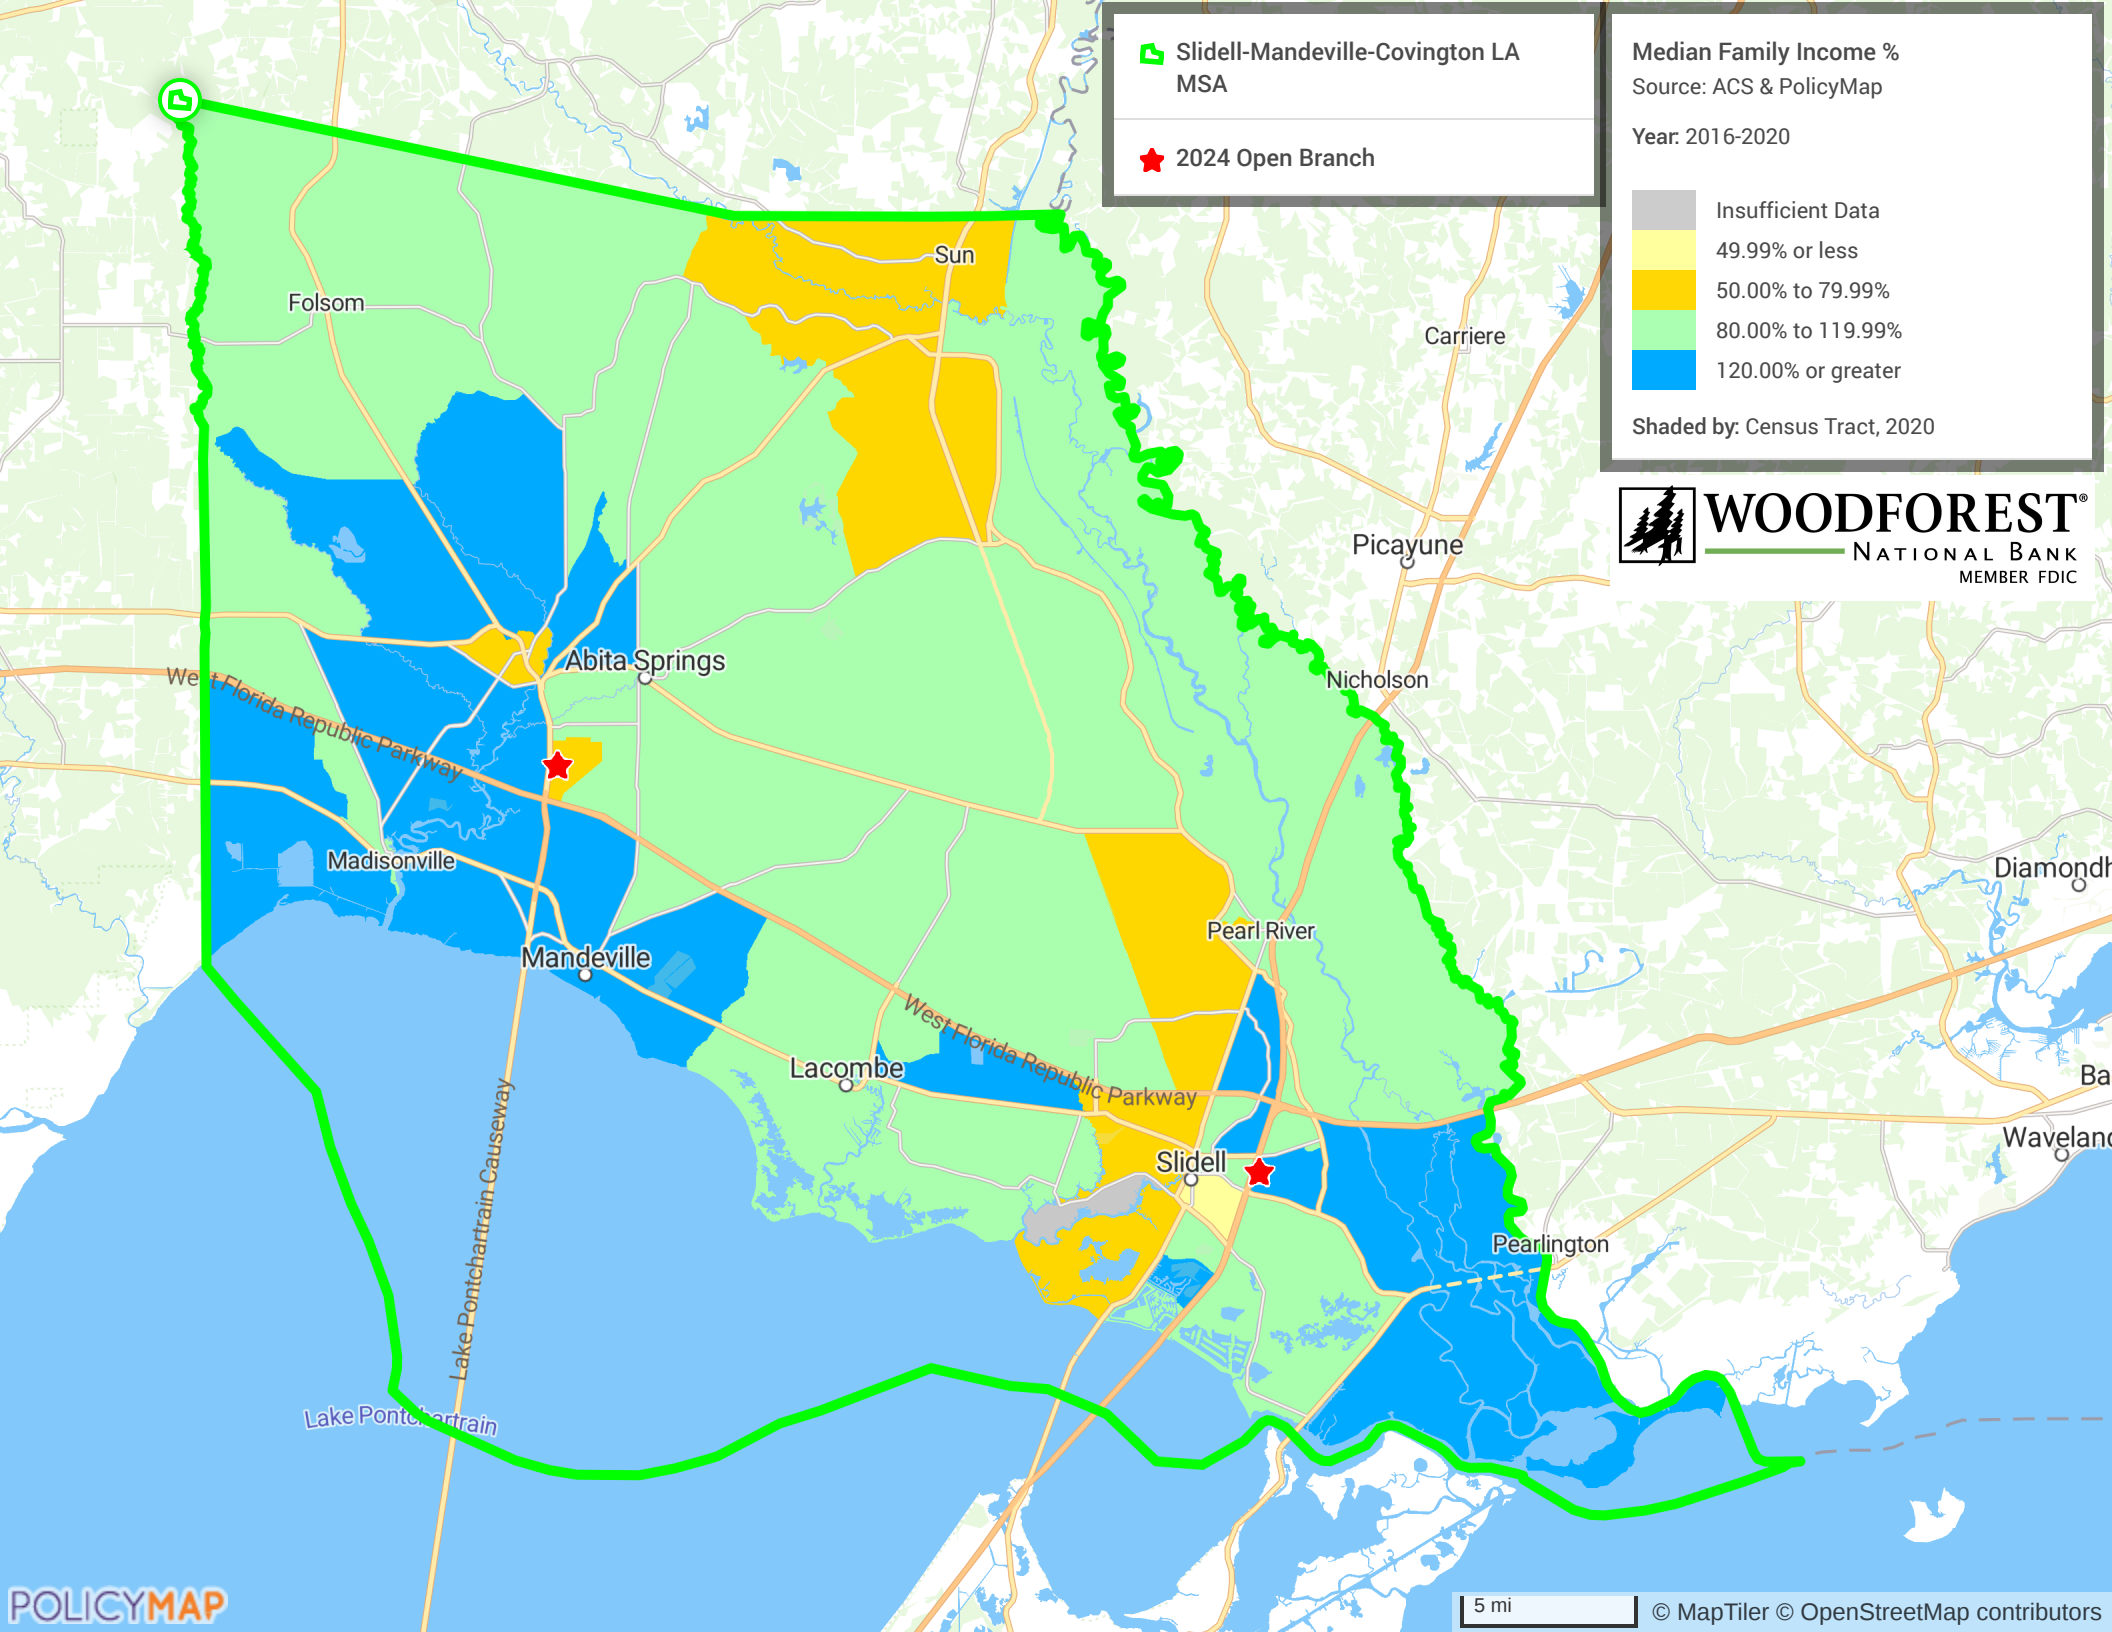 Slidell-Mandeville-Covington LA
MSA
2024 Open Branch
Median Family Income %
Source: ACS & PolicyMap
Year: 2016-2020
Insufficient Data
49.99% or less
50.00% to 79.99%
80.00% to 119.99%
120.00% or greater
Shaded by: Census Tract, 2020
WOODFOREST®
NATIONAL BANK
MEMBER FDIC
Sun
Folsom
Carriere
Picayune
Abita Springs
Nicholson
West Florida Republic Parkway
Madisonville
Diamondh
Pearl River
Mandeville
West Florida Republic Parkway
Lacombe
Ba
Waveland
Slidell
Pearlington
Lake Pontchartrain Causeway
Lake Pontchartrain
POLICYMAP
5 mi
© MapTiler © OpenStreetMap contributors